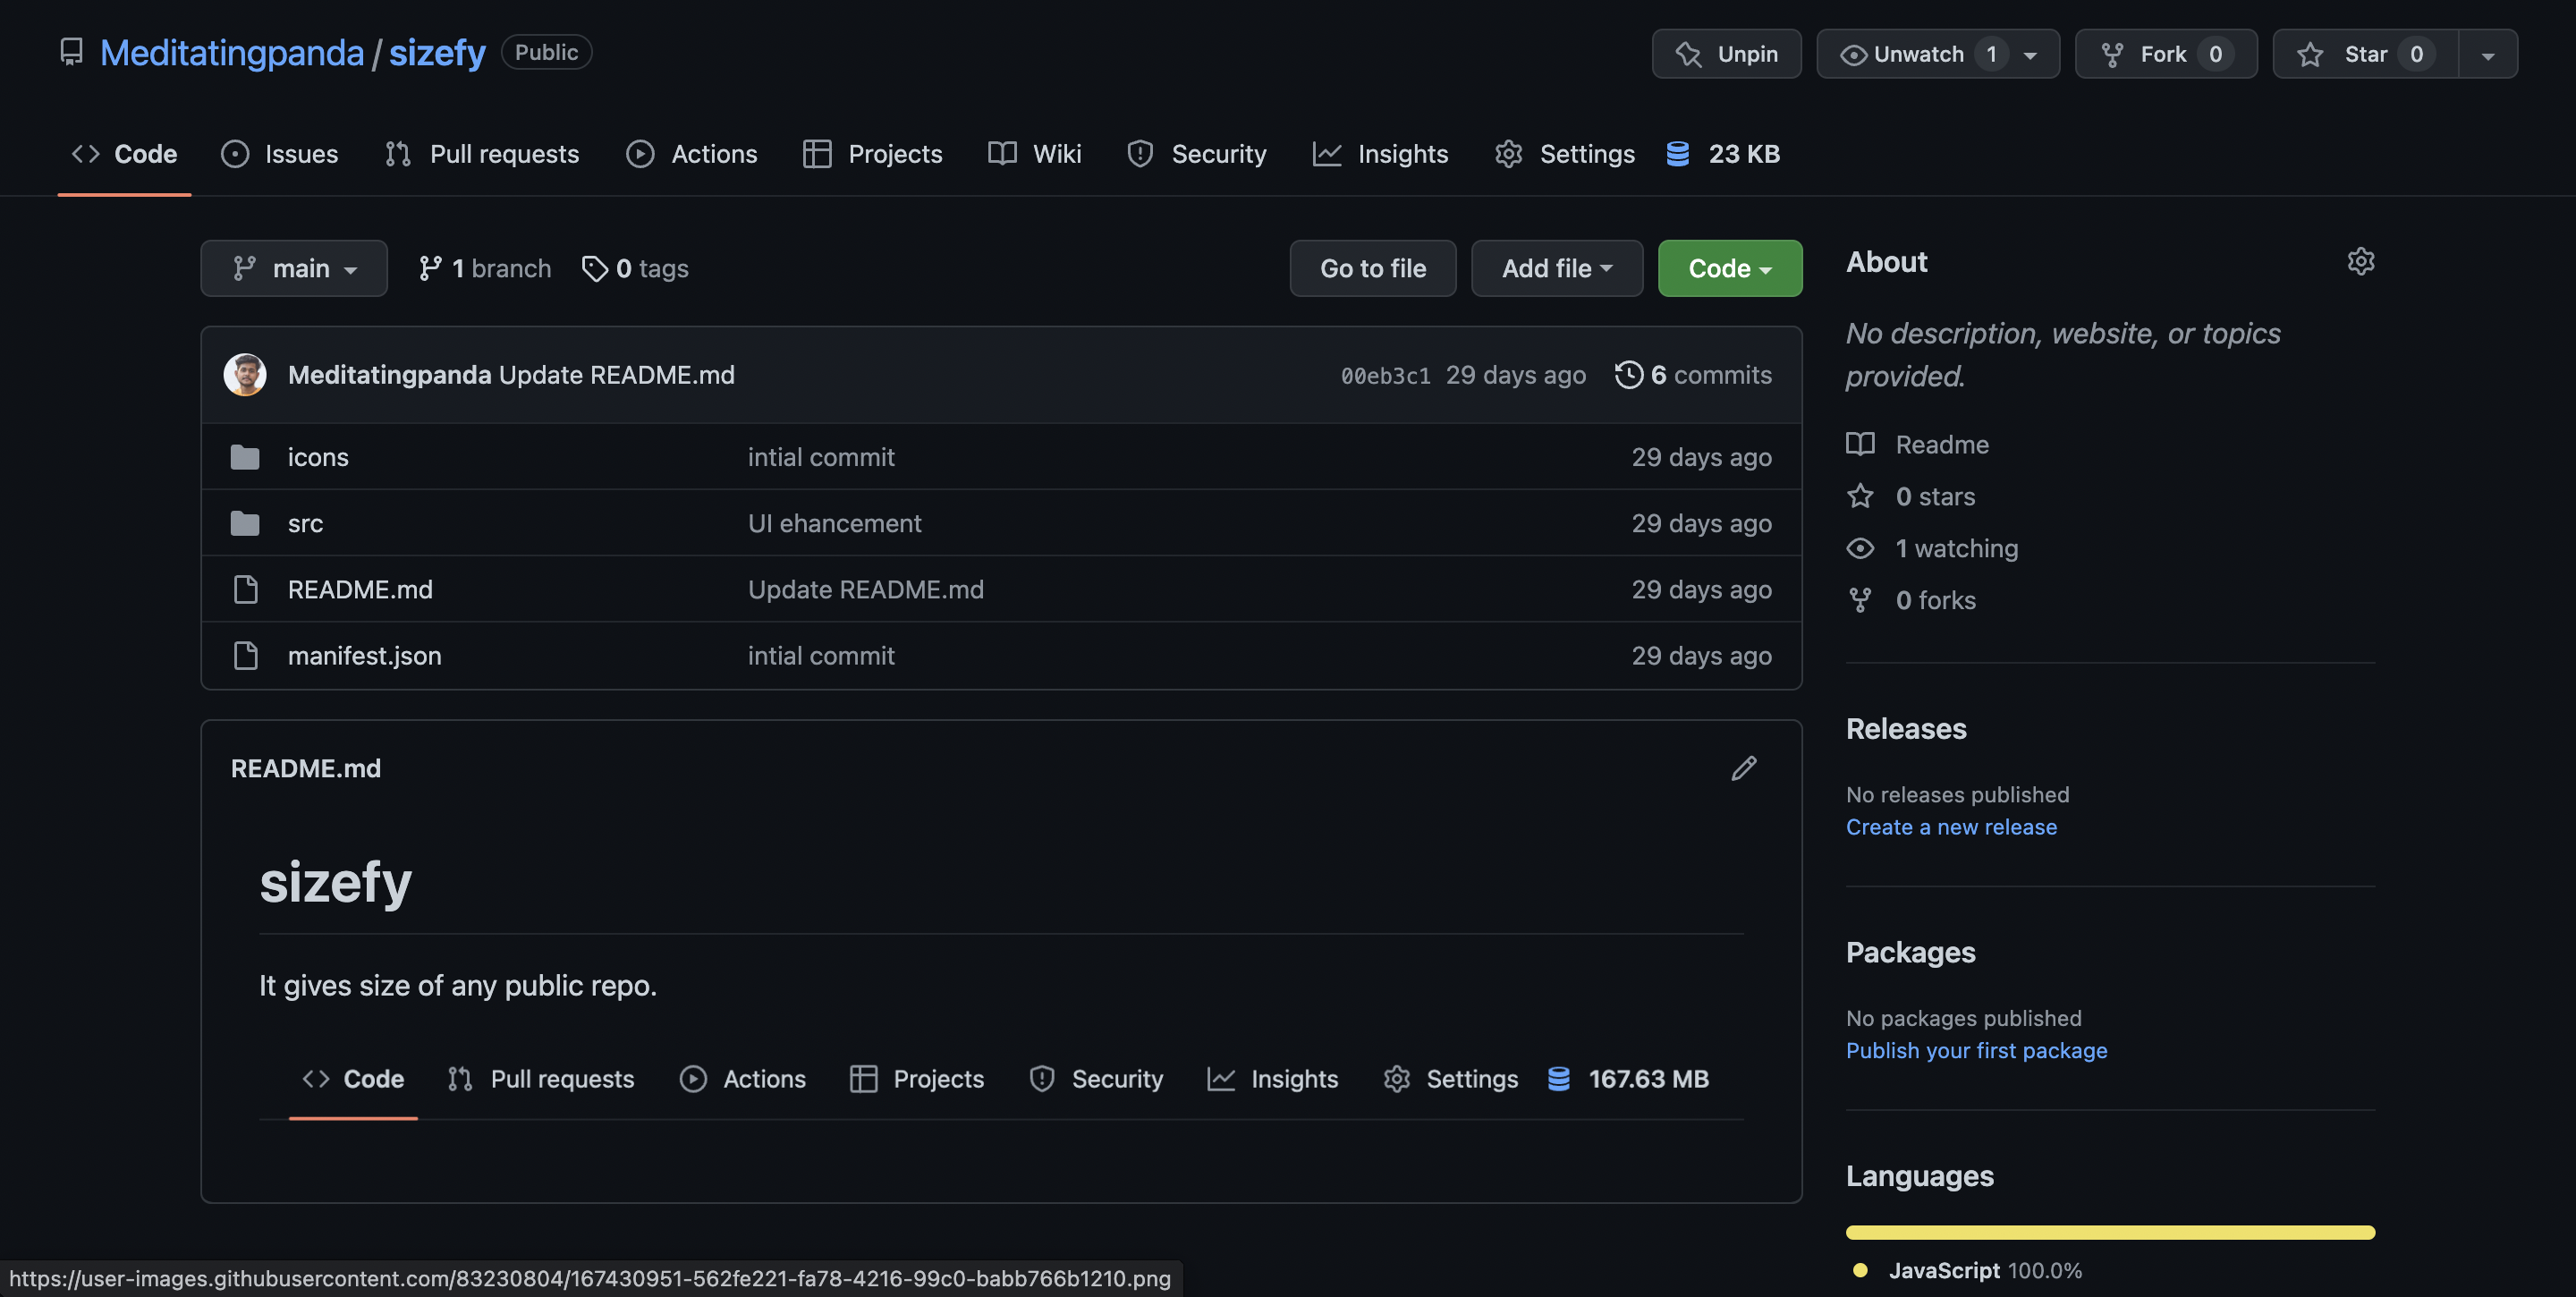 Meditatingpanda / sizefy Public Unpin Unwatch 1 Fork 0 Star 0
Code Issues Pull requests Actions Projects Wiki Security Insights Settings 23 KB
main 1 branch 0 tags Go to file Add file Code
Meditatingpanda Update README.md 00eb3c1 29 days ago 6 commits
icons intial commit 29 days ago
src UI ehancement 29 days ago
README.md Update README.md 29 days ago
manifest.json intial commit 29 days ago
README.md
sizefy
It gives size of any public repo.
Code Pull requests Actions Projects Security Insights Settings 167.63 MB
About
No description, website, or topics
provided.
Readme
0 stars
1 watching
0 forks
Releases
No releases published
Create a new release
Packages
No packages published
Publish your first package
Languages
JavaScript 100.0%
https://user-images.githubusercontent.com/83230804/167430951-562fe221-fa78-4216-99c0-babb766b1210.png